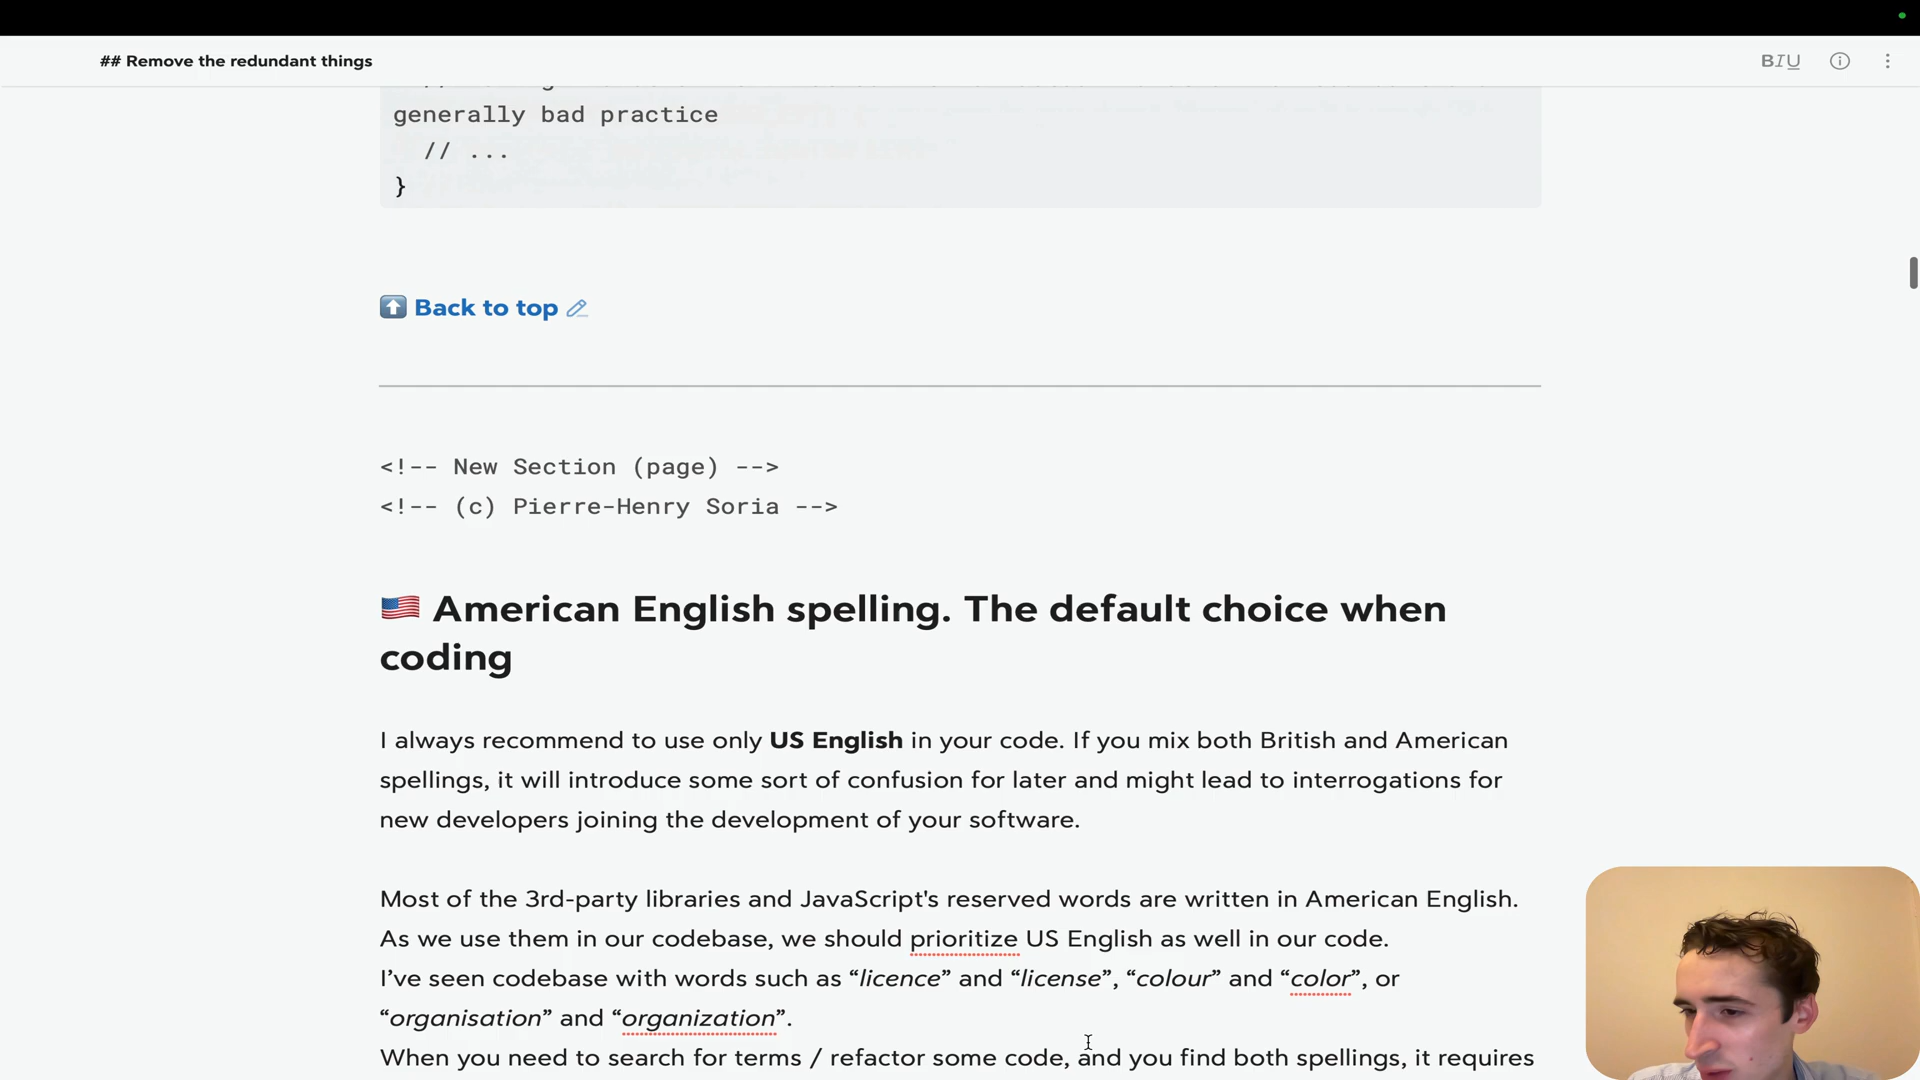 ## Remove the redundant things
BIU
generally bad practice
// ...
}
Back to top
<!-- New Section (page) -->
<!-- (c) Pierre-Henry Soria -->
🇺🇸 American English spelling. The default choice when
coding
I always recommend to use only US English in your code. If you mix both British and American
spellings, it will introduce some sort of confusion for later and might lead to interrogations for
new developers joining the development of your software.
Most of the 3rd-party libraries and JavaScript's reserved words are written in American English.
As we use them in our codebase, we should prioritize US English as well in our code.
I’ve seen codebase with words such as “licence” and “license”, “colour” and “color”, or
“organisation” and “organization”.
When you need to search for terms / refactor some code, and you find both spellings, it requires